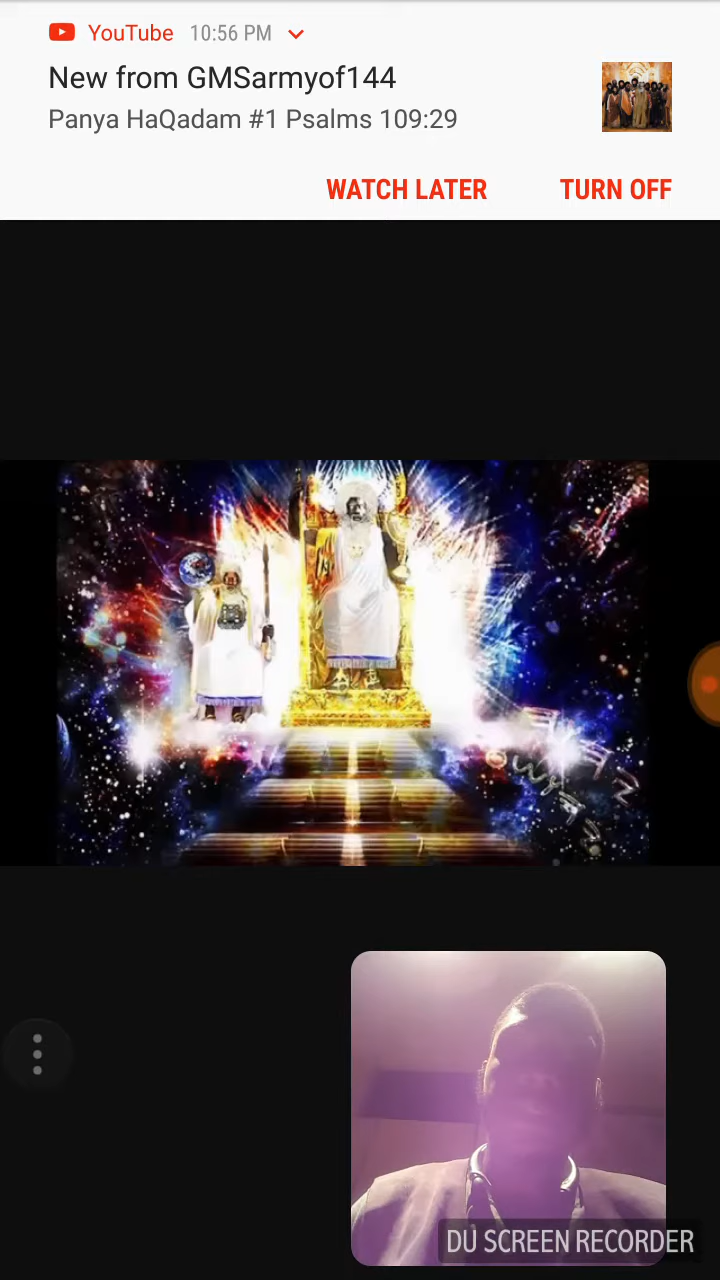 YouTube 10:56 PM
New from GMSarmyof144
Panya HaQadam #1 Psalms 109:29
WATCH LATER TURN OFF
DU SCREEN RECORDER